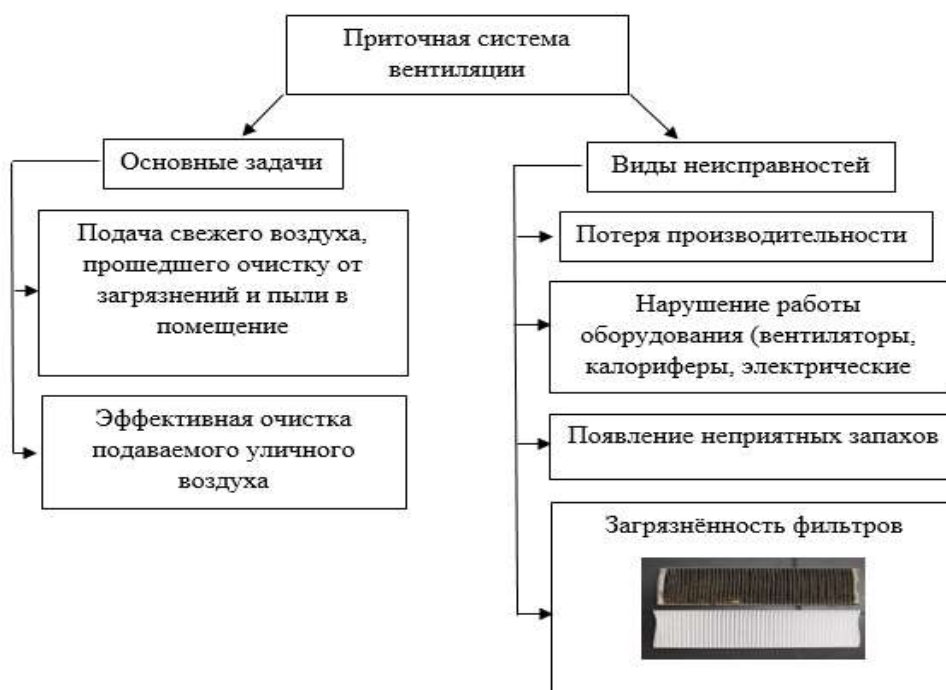 Приточная система
вентиляции
Основные задачи
Подача свежего воздуха,
прошедшего очистку от
загрязнений и пыли в
помещение
Эффективная очистка
подаваемого уличного
воздуха
Виды неисправностей
Потеря производительности
Нарушение работы
оборудования (вентиляторы,
калориферы, электрические
Появление неприятных запахов
Загрязнённость фильтров